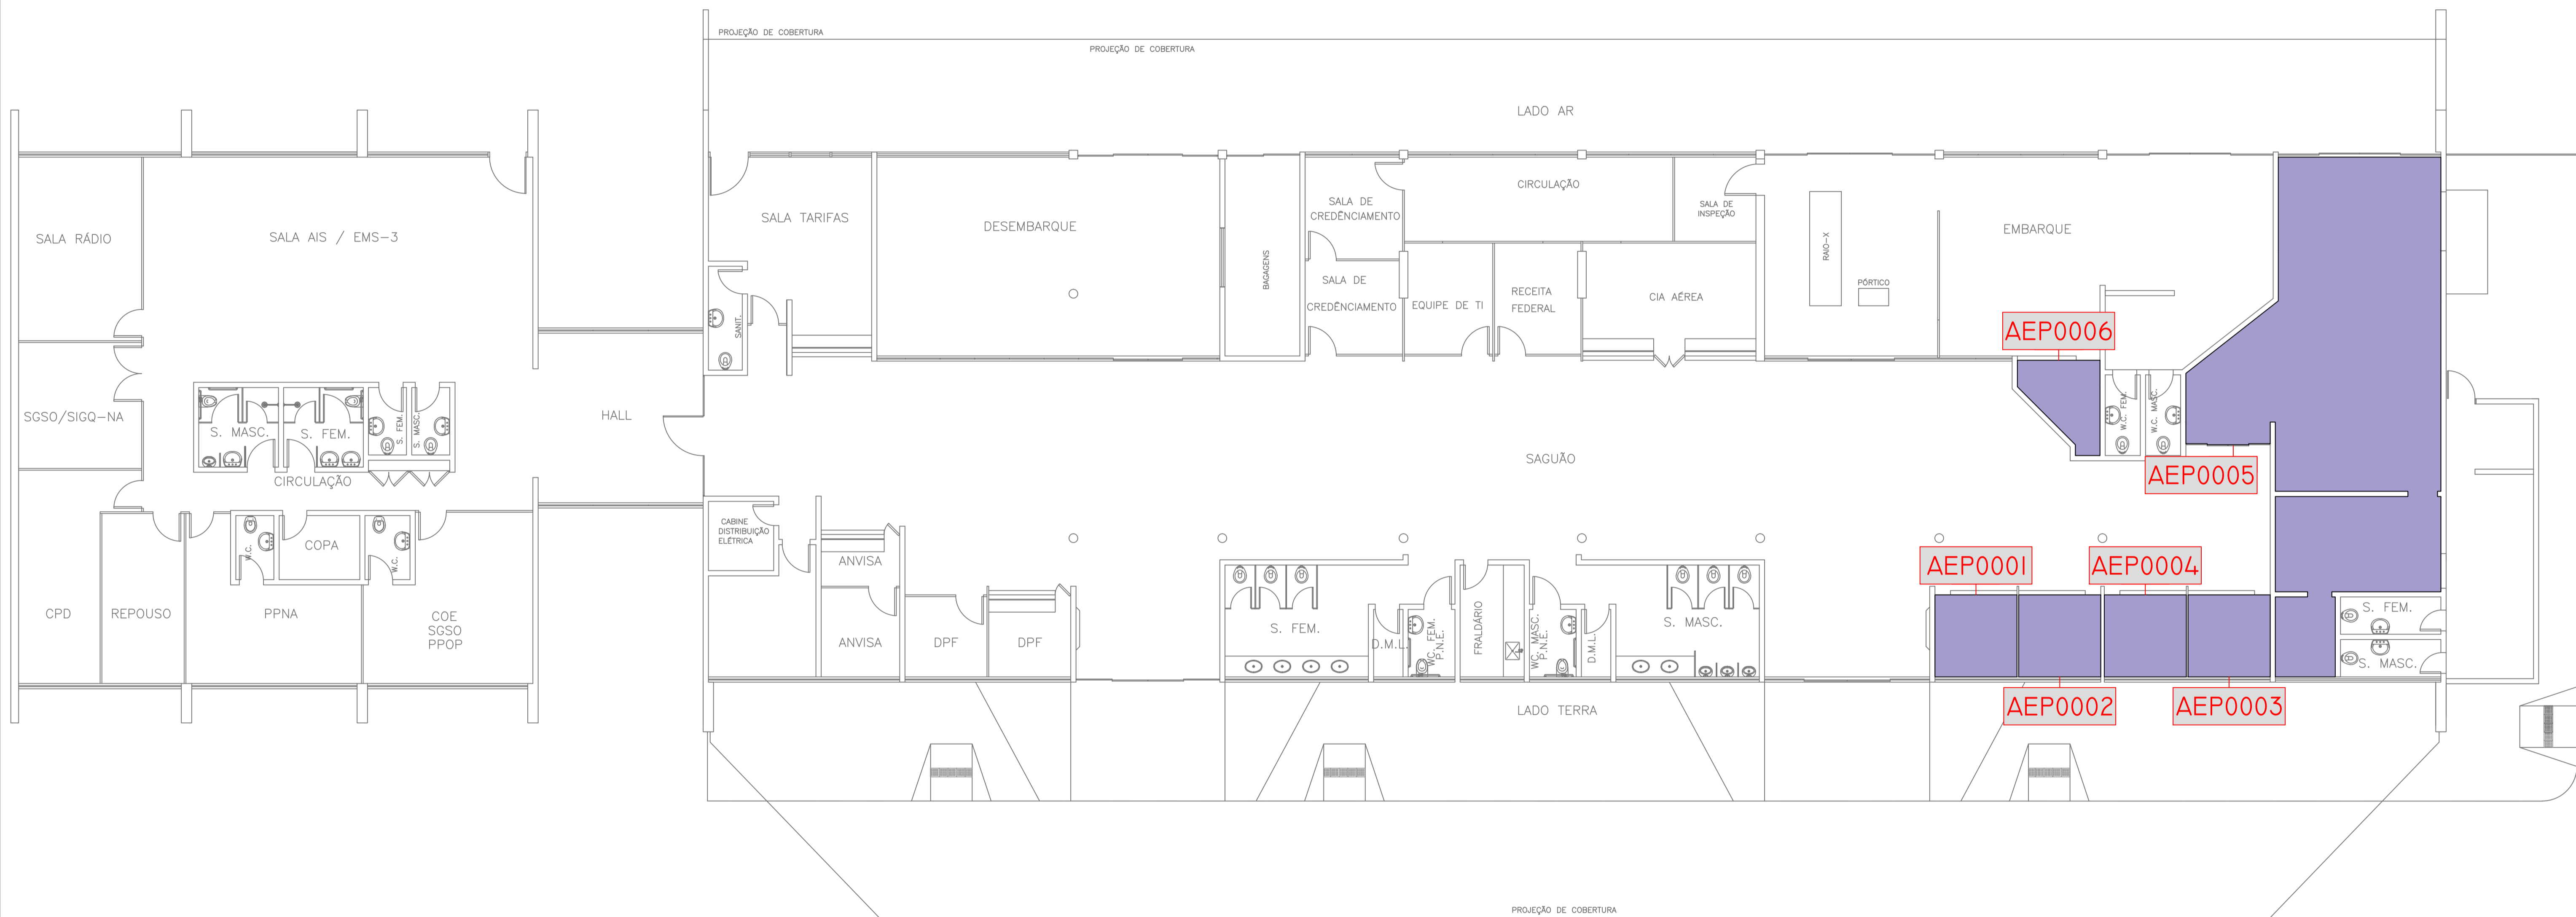 PROJEÇÃO DE COBERTURA
PROJEÇÃO DE COBERTURA
LADO AR
SALA RÁDIO
SALA AIS / EMS-3
SALA TARIFAS
DESEMBARQUE
BAGAGENS
SALA DE
CREDÊNCIAMENTO
CIRCULAÇÃO
SALA DE
INSPEÇÃO
RAIO-X
PÓRTICO
EMBARQUE
SALA DE
CREDÊNCIAMENTO
EQUIPE DE TI
RECEITA
FEDERAL
CIA AÉREA
SANIT.
AEP0006
SGSO/SIGQ-NA
S. MASC.
S. FEM.
S. FEM.
S. MASC.
HALL
W.C. FEM.
W.C. MASC.
SAGUÃO
AEP0005
CIRCULAÇÃO
CABINE
DISTRIBUIÇÃO
ELÉTRICA
W.C.
COPA
W.C.
ANVISA
AEP0001
AEP0004
CPD
REPOUSO
PPNA
COE
SGSO
PPOP
ANVISA
DPF
DPF
S. FEM.
D.M.L.
WC. FEM.
P.N.E.
FRALDÁRIO
WC. MASC.
P.N.E.
D.M.L.
S. MASC.
S. FEM.
S. MASC.
AEP0002
AEP0003
LADO TERRA
PROJEÇÃO DE COBERTURA